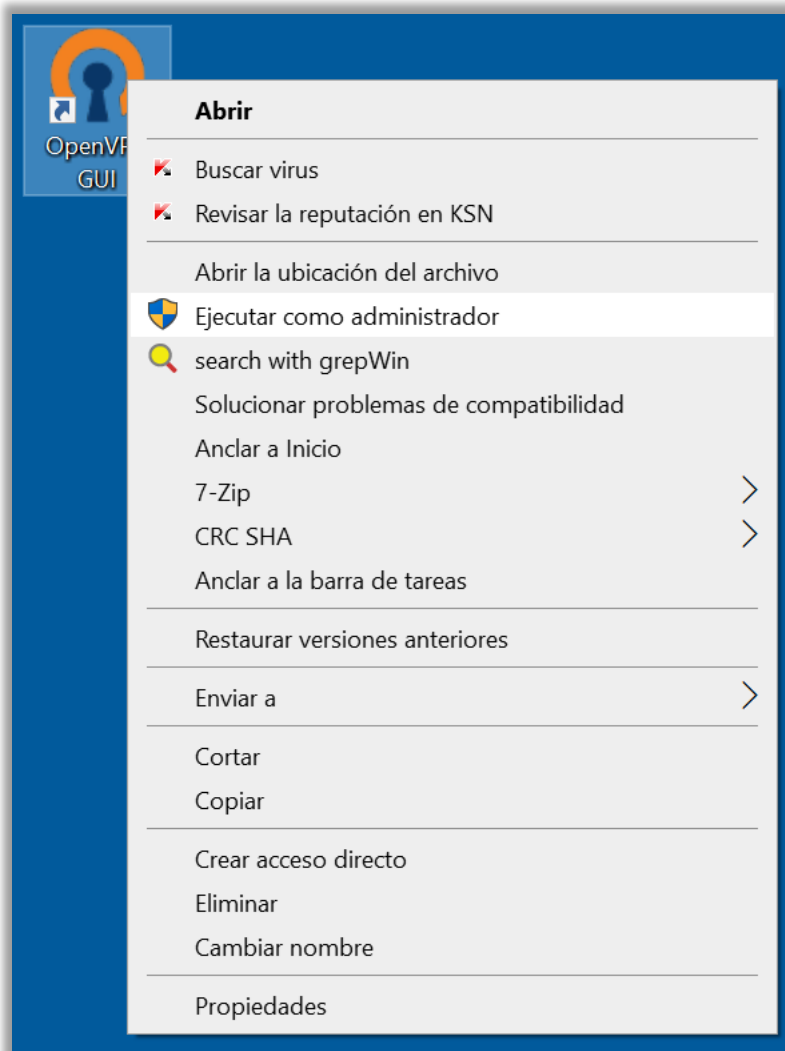 OpenVP
GUI
Abrir
Buscar virus
Revisar la reputación en KSN
Abrir la ubicación del archivo
Ejecutar como administrador
search with grepWin
Solucionar problemas de compatibilidad
Anclar a Inicio
7-Zip
CRC SHA
Anclar a la barra de tareas
Restaurar versiones anteriores
Enviar a
Cortar
Copiar
Crear acceso directo
Eliminar
Cambiar nombre
Propiedades